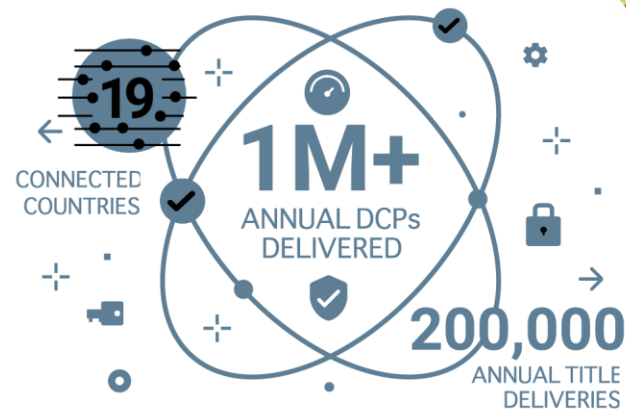 19
CONNECTED
COUNTRIES
1M+
ANNUAL DCPs
DELIVERED
200,000
ANNUAL TITLE
DELIVERIES